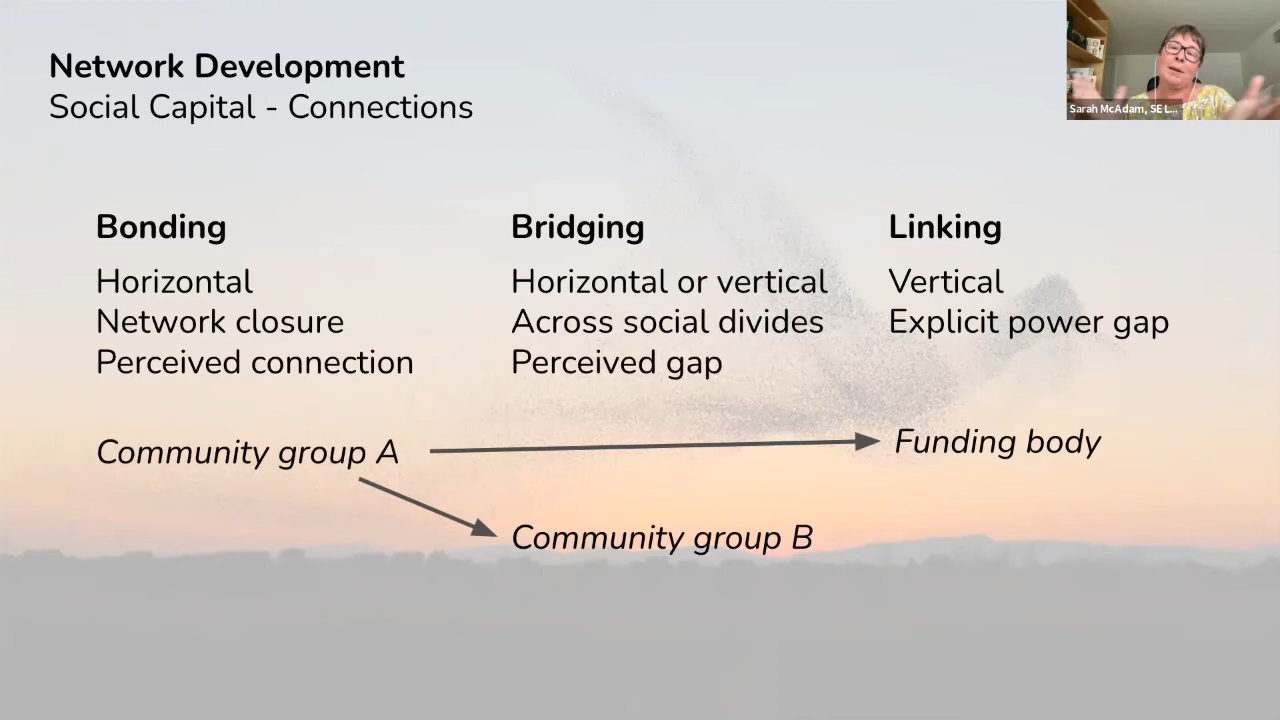 Network Development
Social Capital - Connections
Sarah McAdam, SE L...
Bonding
Horizontal
Network closure
Perceived connection
Bridging
Horizontal or vertical
Across social divides
Perceived gap
Linking
Vertical
Explicit power gap
Community group A
Funding body
Community group B